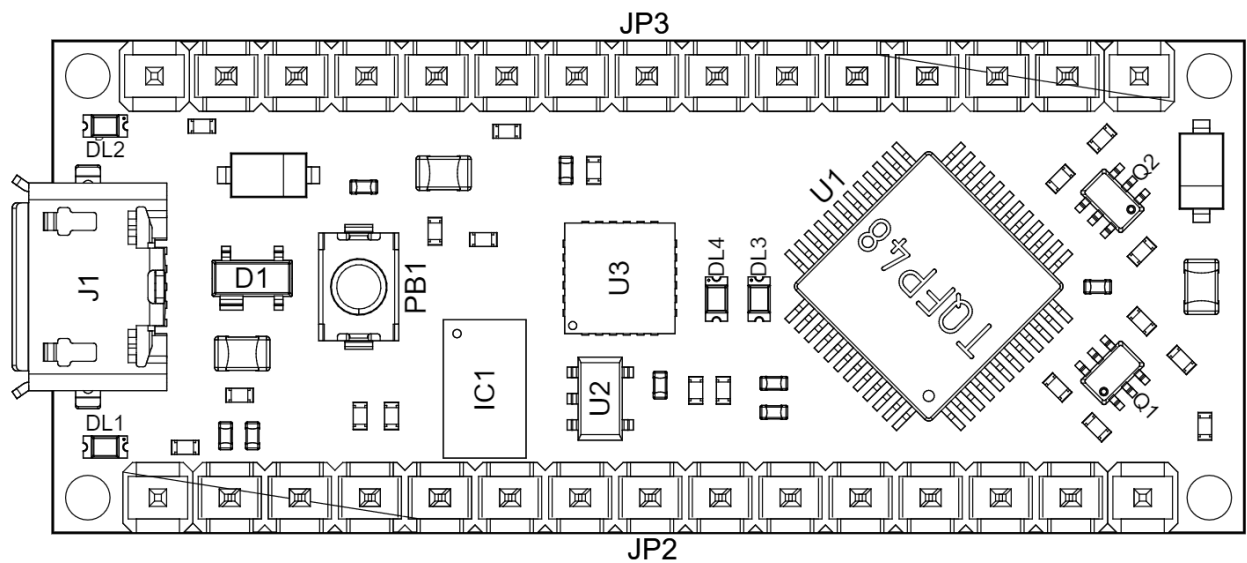 JP3
DL2
Q2
U1
J1
D1
PB1
U3
DL4
DL3
TQFP48
IC1
U2
DL1
Q1
JP2